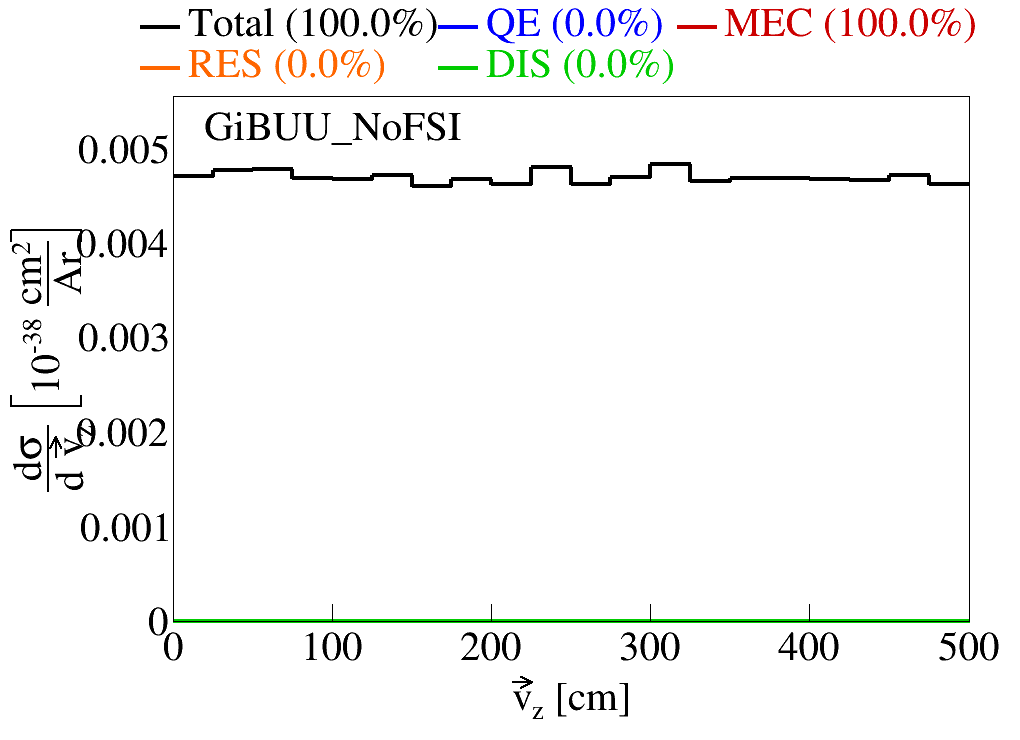 Total (100.0%) QE (0.0%) MEC (100.0%)
RES (0.0%) DIS (0.0%)
GiBUU_NoFSI
0.005
0.004
0.003
0.002
0.001
0
0 100 200 300 400 500
v⃗z [cm]
dσ/d v⃗z [10⁻³⁸ cm²/Ar]